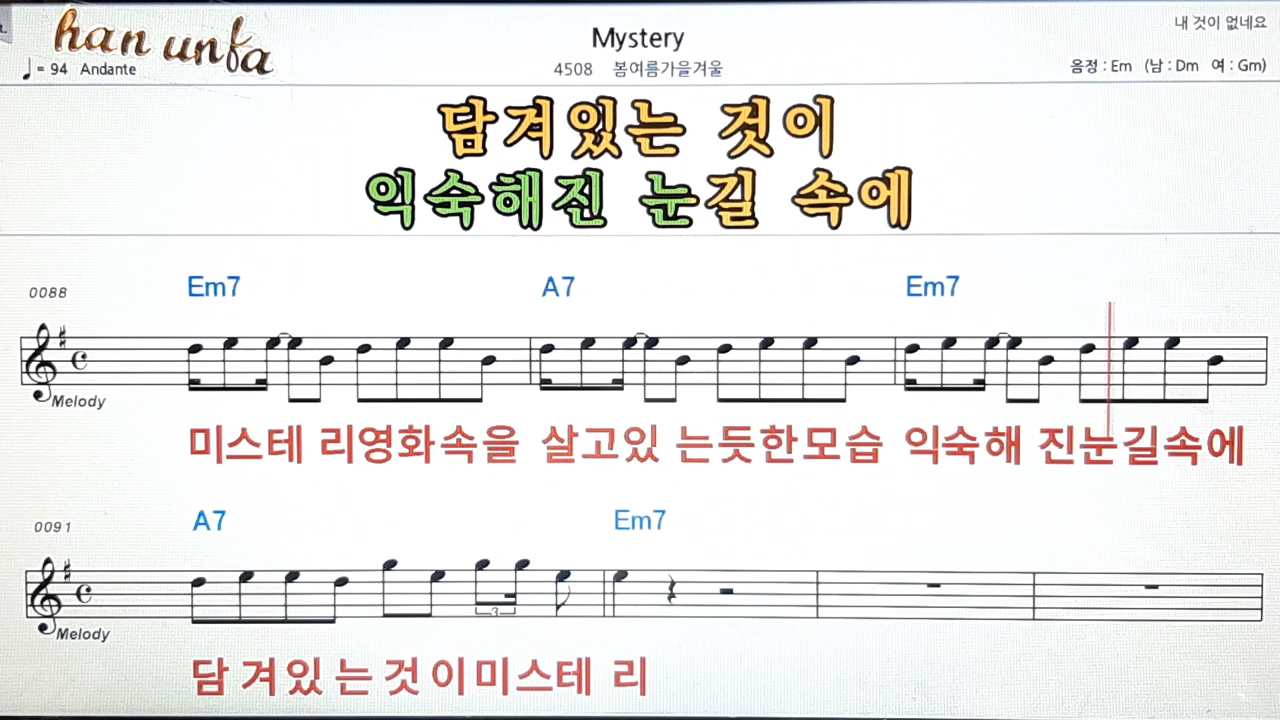 han unfa
Mystery
내 것이 없네요
♩= 94 Andante
4508 봄여름가을겨울
음정 : Em (남 : Dm 여 : Gm)
담겨있는 것이
익숙해진 눈길 속에
Em7 A7 Em7
0088
Melody
미스테 리영화속을 살고있 는듯한모습 익숙해 진눈길속에
A7 Em7
0091
3
Melody
담 겨있 는 것 이미스테 리